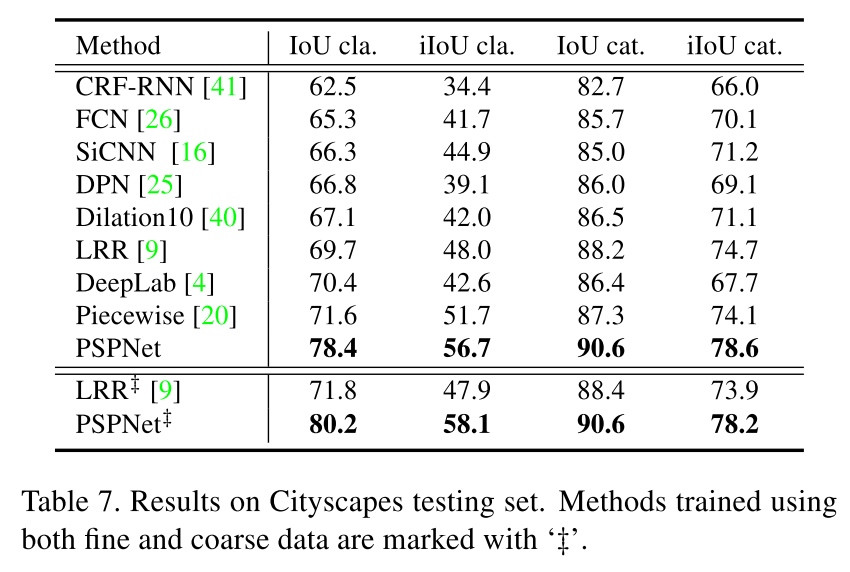 Method IoU cla. iIoU cla. IoU cat. iIoU cat.
CRF-RNN [41] 62.5 34.4 82.7 66.0
FCN [26] 65.3 41.7 85.7 70.1
SiCNN [16] 66.3 44.9 85.0 71.2
DPN [25] 66.8 39.1 86.0 69.1
Dilation10 [40] 67.1 42.0 86.5 71.1
LRR [9] 69.7 48.0 88.2 74.7
DeepLab [4] 70.4 42.6 86.4 67.7
Piecewise [20] 71.6 51.7 87.3 74.1
PSPNet 78.4 56.7 90.6 78.6
LRR‡ [9] 71.8 47.9 88.4 73.9
PSPNet‡ 80.2 58.1 90.6 78.2
Table 7. Results on Cityscapes testing set. Methods trained using
both fine and coarse data are marked with ‘‡’.